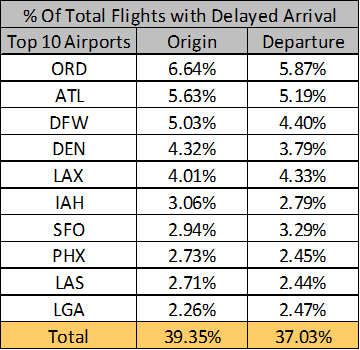 % Of Total Flights with Delayed Arrival
Top 10 Airports Origin Departure
ORD 6.64% 5.87%
ATL 5.63% 5.19%
DFW 5.03% 4.40%
DEN 4.32% 3.79%
LAX 4.01% 4.33%
IAH 3.06% 2.79%
SFO 2.94% 3.29%
PHX 2.73% 2.45%
LAS 2.71% 2.44%
LGA 2.26% 2.47%
Total 39.35% 37.03%